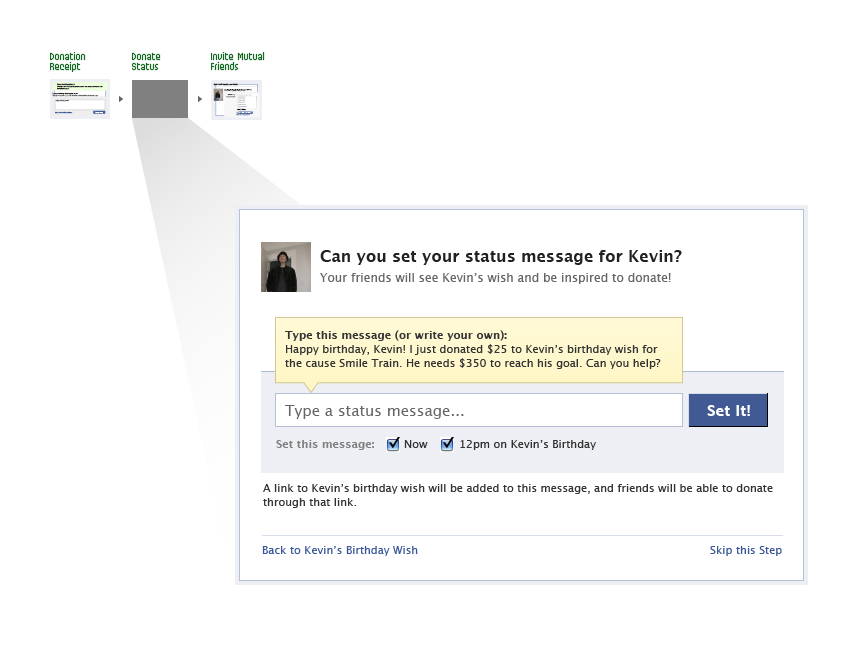 Donation
Receipt
Donate
Status
Invite Mutual
Friends
Can you set your status message for Kevin?
Your friends will see Kevin's wish and be inspired to donate!
Type this message (or write your own):
Happy birthday, Kevin! I just donated $25 to Kevin's birthday wish for
the cause Smile Train. He needs $350 to reach his goal. Can you help?
Type a status message...
Set It!
Set this message: Now 12pm on Kevin's Birthday
A link to Kevin's birthday wish will be added to this message, and friends will be able to donate
through that link.
Back to Kevin's Birthday Wish
Skip this Step